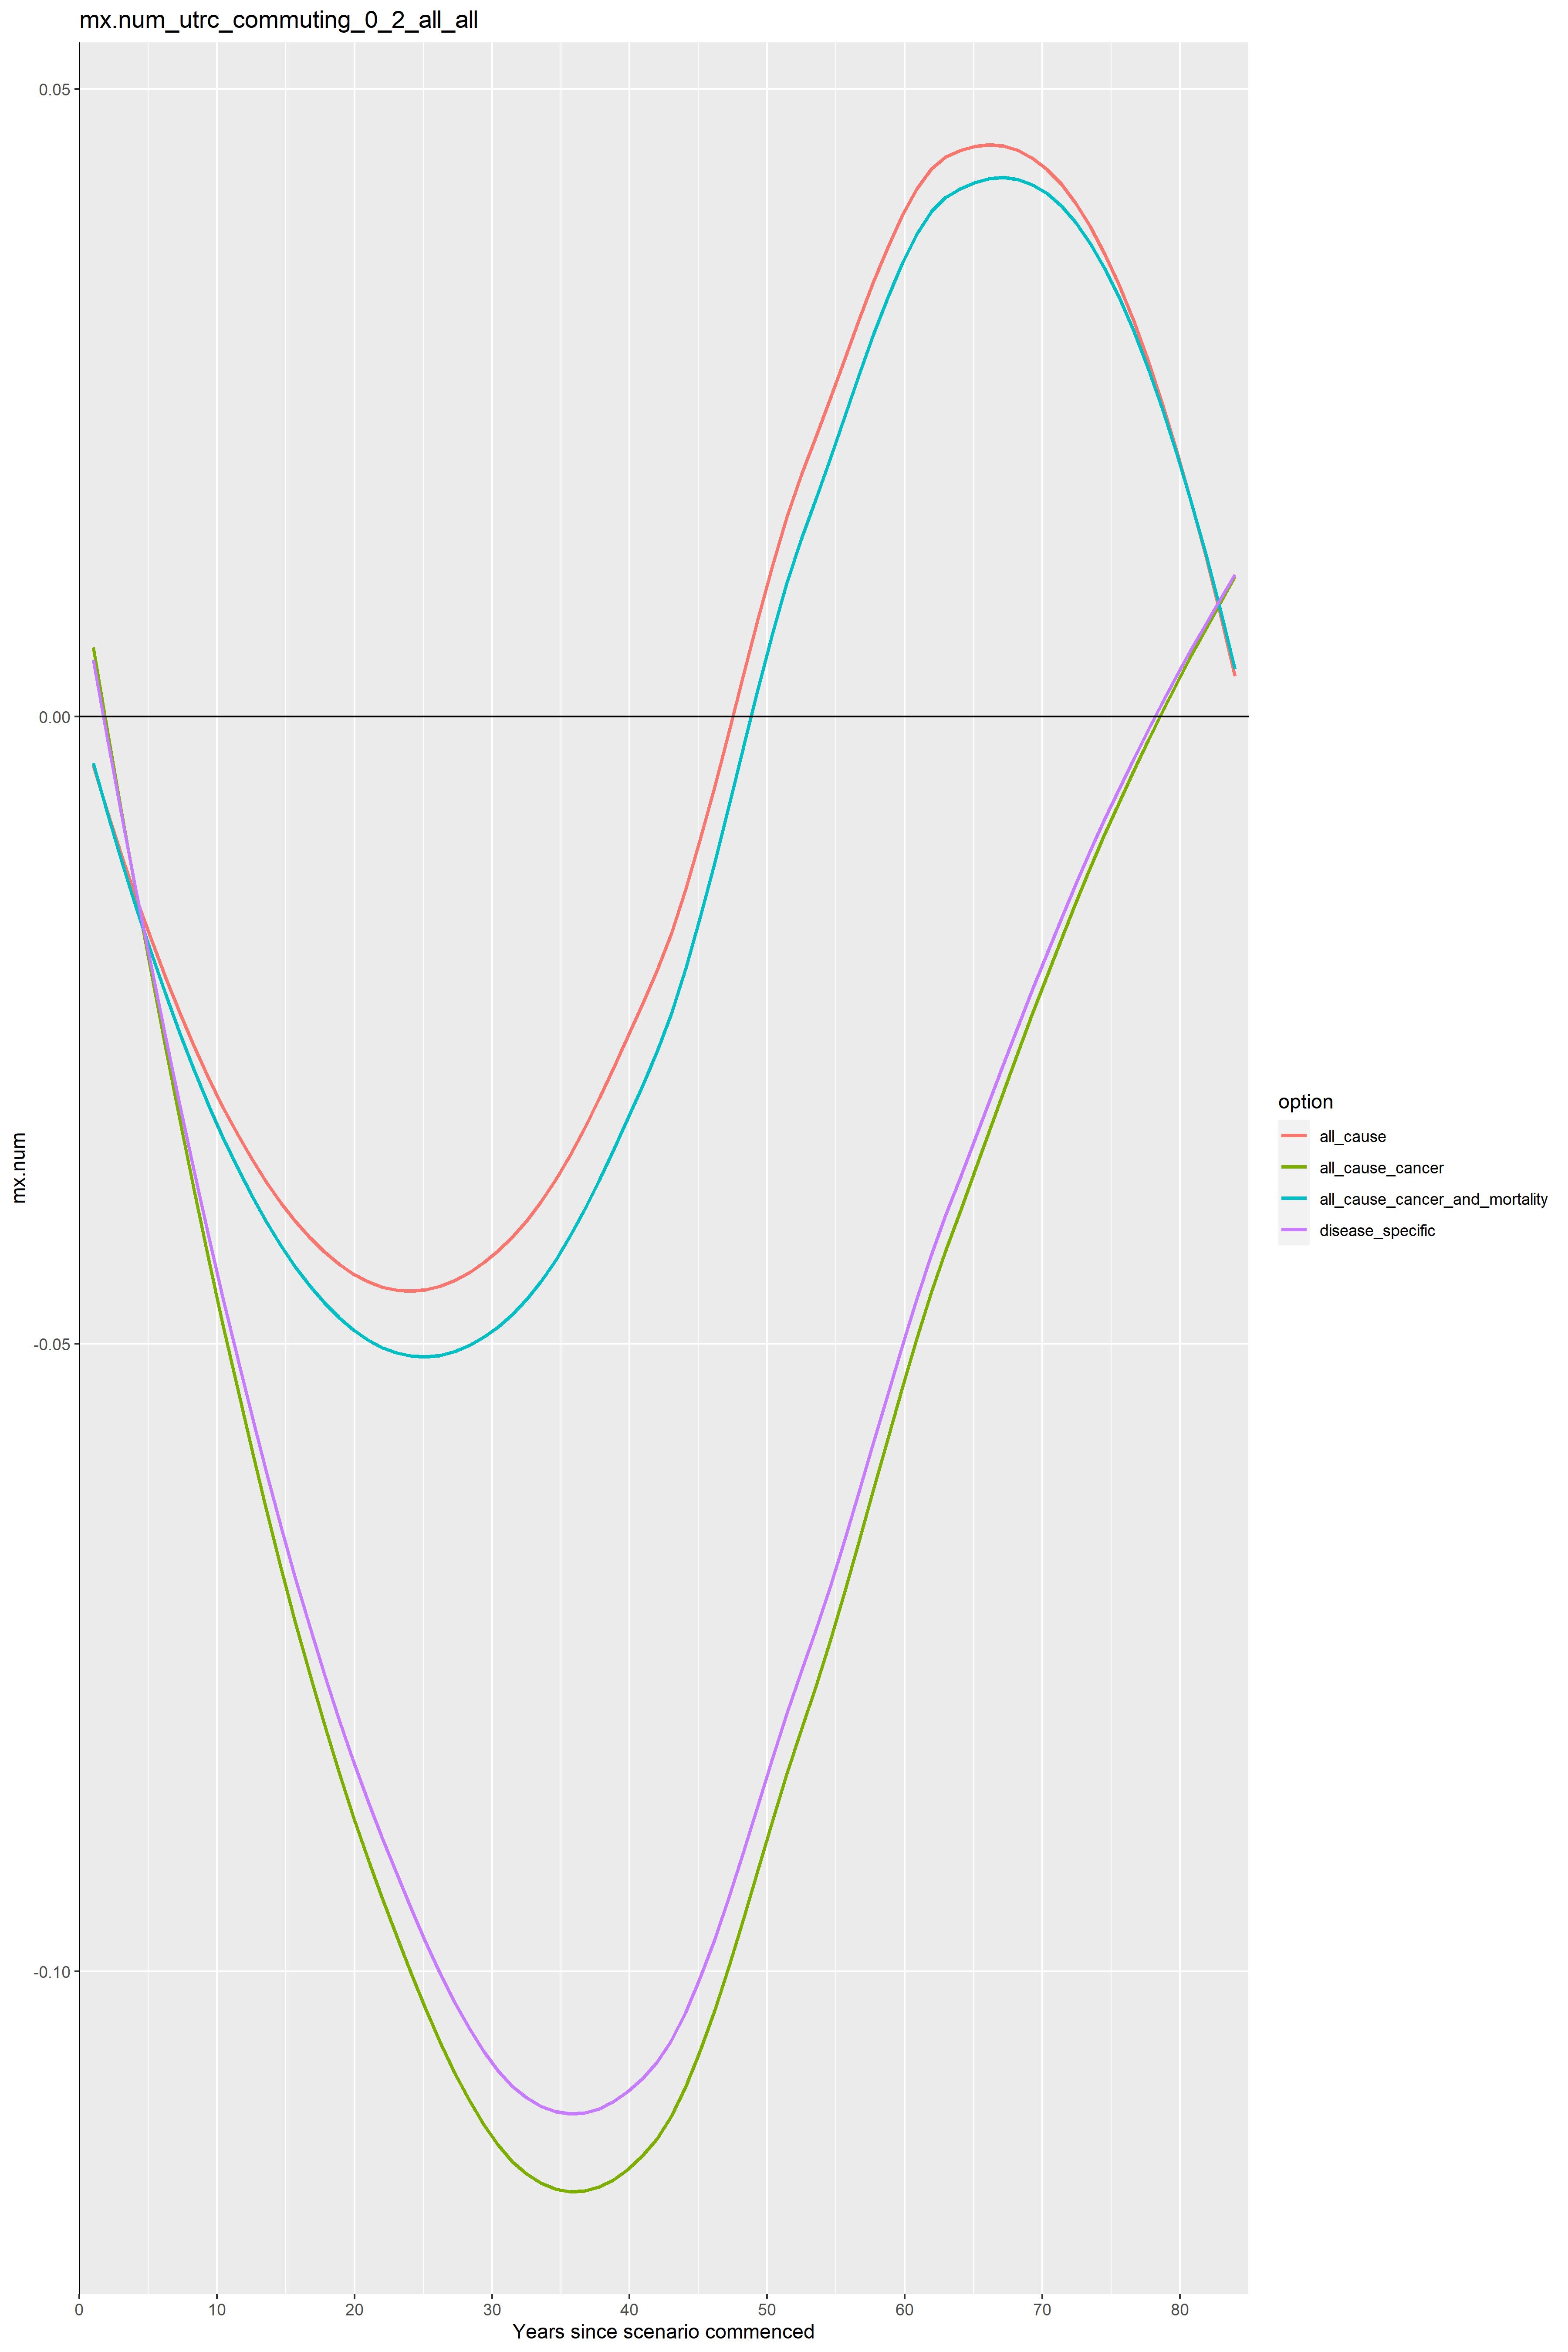 mx.num_utrc_commuting_0_2_all_all
0.05
0.00
-0.05
-0.10
mx.num
0 10 20 30 40 50 60 70 80
Years since scenario commenced
option
all_cause
all_cause_cancer
all_cause_cancer_and_mortality
disease_specific